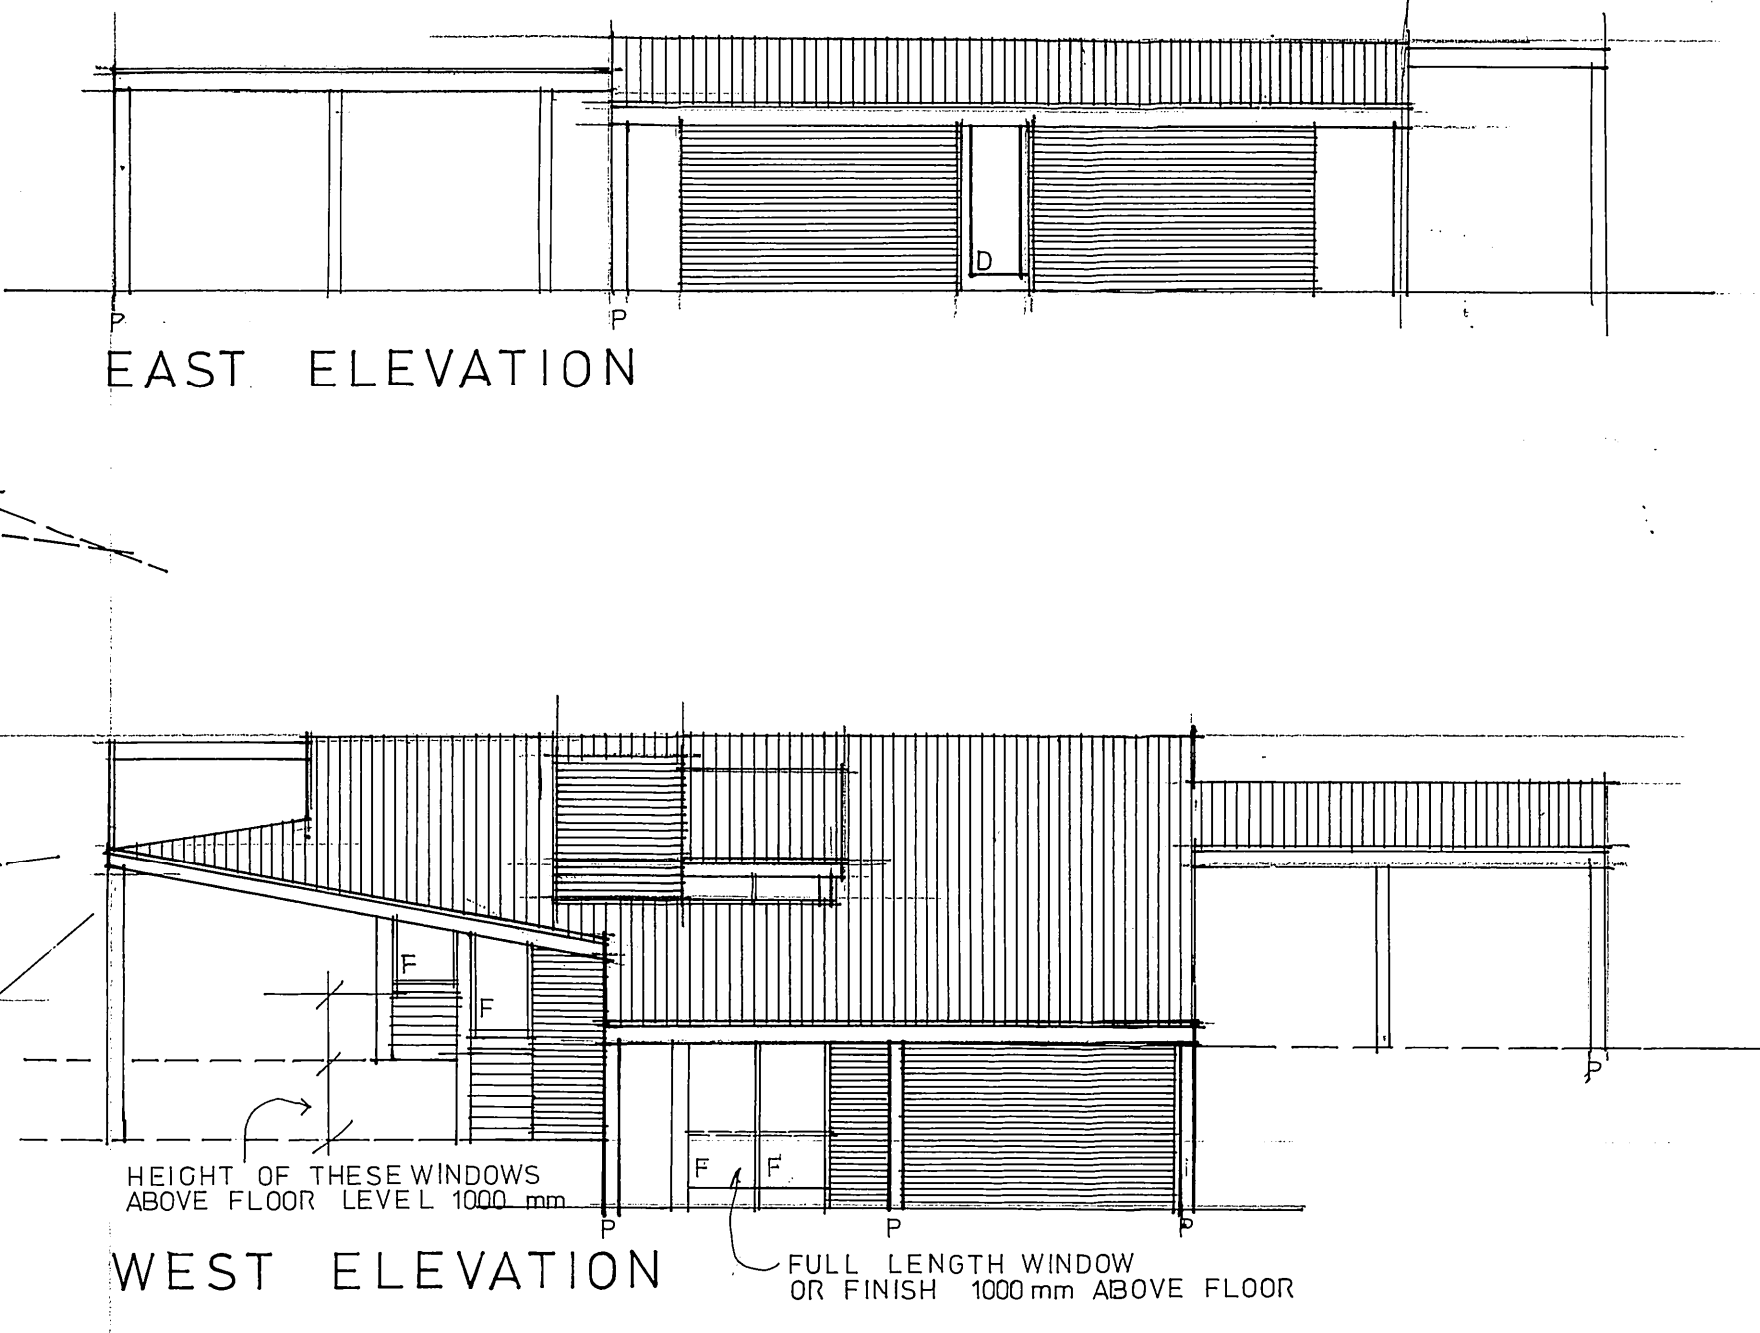 D
P P
EAST ELEVATION
F
F
P
HEIGHT OF THESE WINDOWS
ABOVE FLOOR LEVEL 1000 mm
F F
P P P
WEST ELEVATION
FULL LENGTH WINDOW
OR FINISH 1000 mm ABOVE FLOOR